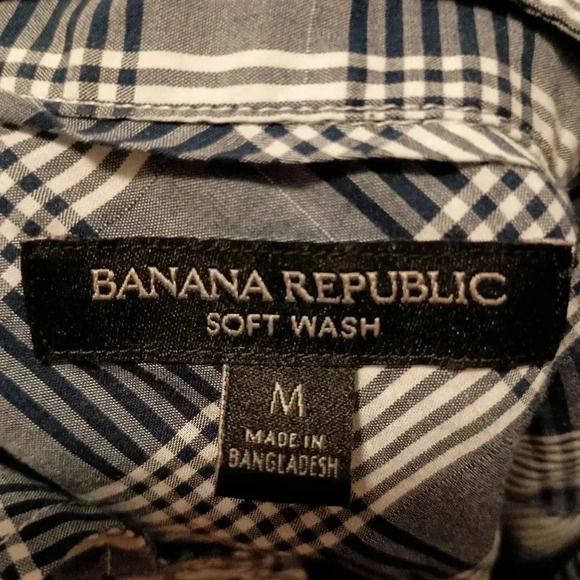 BANANA REPUBLIC
SOFT WASH
M
MADE IN
BANGLADESH